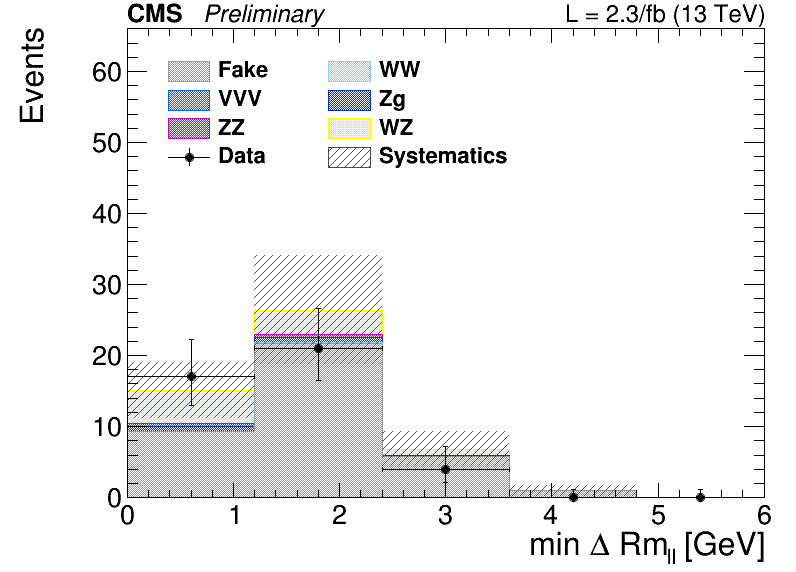 CMS Preliminary L = 2.3/fb (13 TeV)
Events
60
50
40
30
20
10
0
Fake WW
VVV Zg
ZZ WZ
Data Systematics
0 1 2 3 4 5 6
min Δ Rm_ll [GeV]